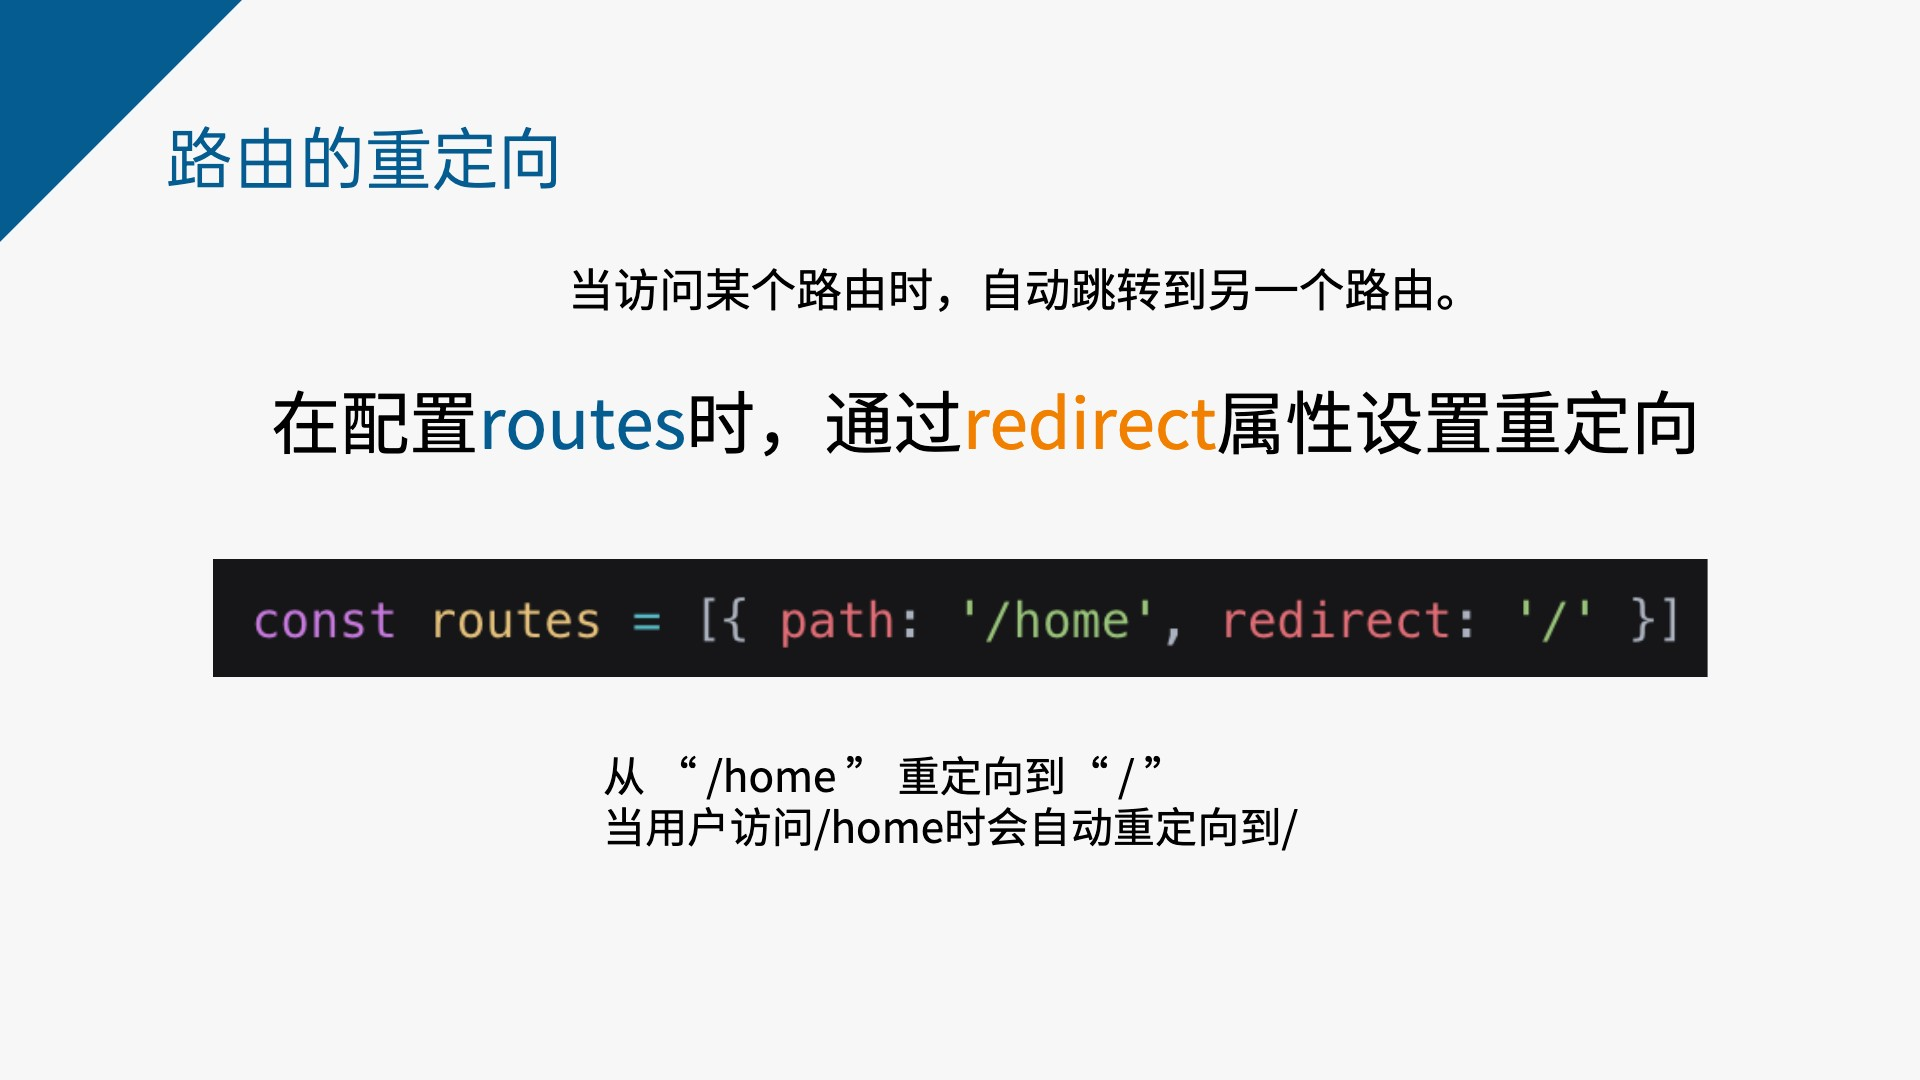 路由的重定向
当访问某个路由时，自动跳转到另一个路由。
在配置routes时，通过redirect属性设置重定向
const routes = [{ path: '/home', redirect: '/' }]
从 “ /home ” 重定向到 “ / ”
当用户访问/home时会自动重定向到/